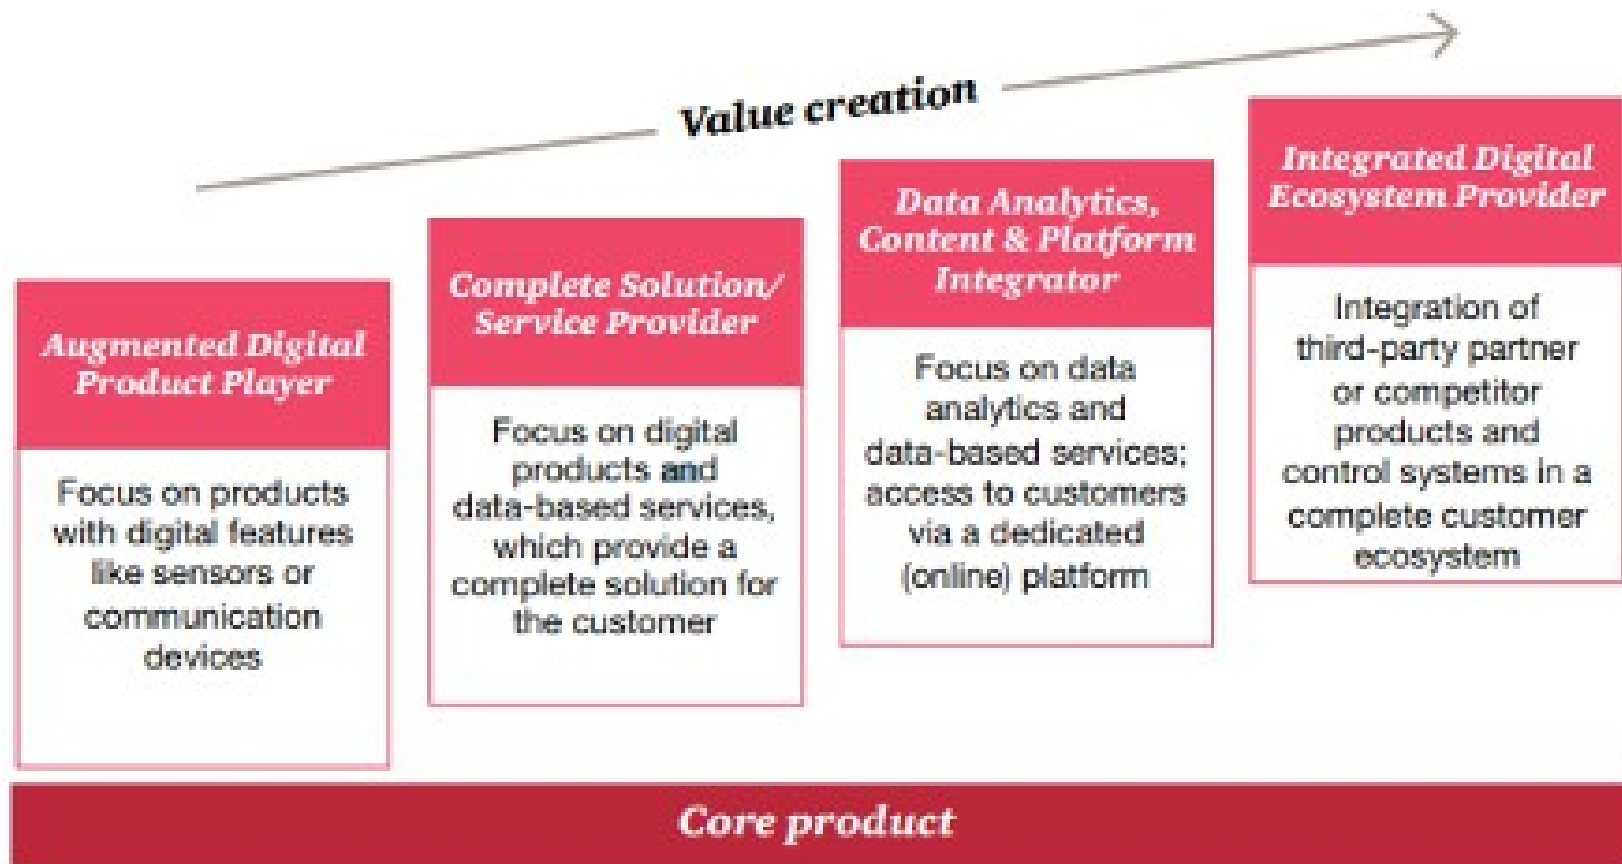 Value creation
Augmented Digital
Product Player
Focus on products
with digital features
like sensors or
communication
devices
Complete Solution/
Service Provider
Focus on digital
products and
data-based services,
which provide a
complete solution for
the customer
Data Analytics,
Content & Platform
Integrator
Focus on data
analytics and
data-based services;
access to customers
via a dedicated
(online) platform
Integrated Digital
Ecosystem Provider
Integration of
third-party partner
or competitor
products and
control systems in a
complete customer
ecosystem
Core product